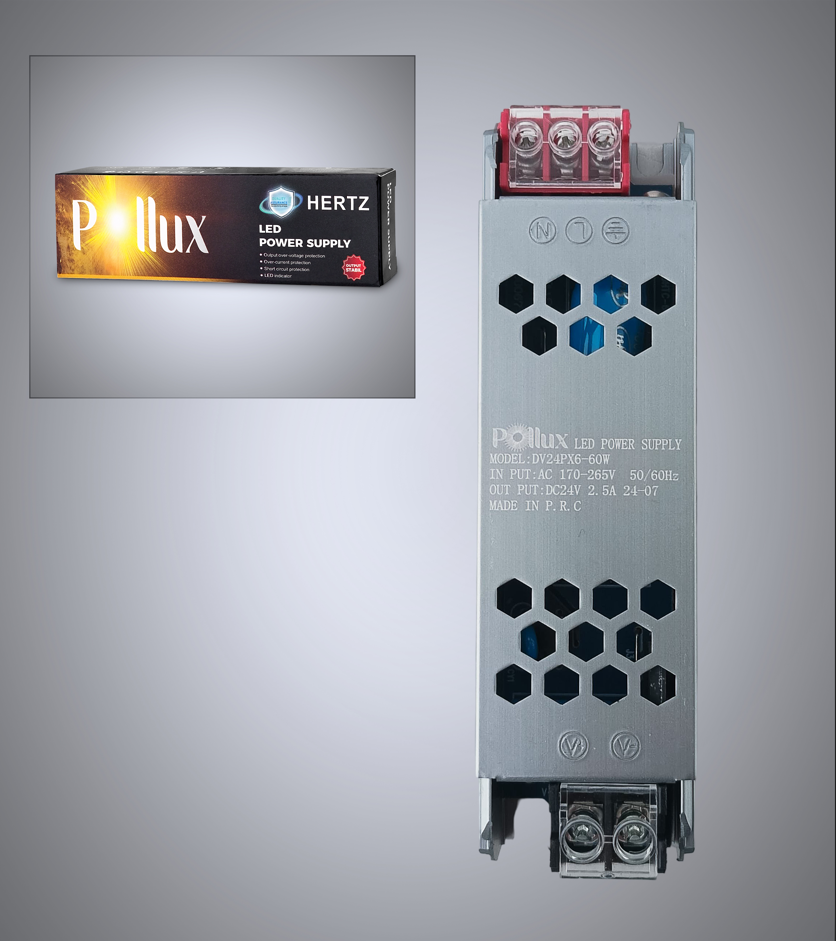 Pollux
HERTZ
LED
POWER SUPPLY
Output over-voltage protection
Over-current protection
Short circuit protection
LED indicator
OUTPUT
STABIL
N L
Pollux LED POWER SUPPLY
MODEL:DV24PX6-60W
IN PUT:AC 170-265V 50/60Hz
OUT PUT:DC24V 2.5A 24-07
MADE IN P.R.C
V+ V-